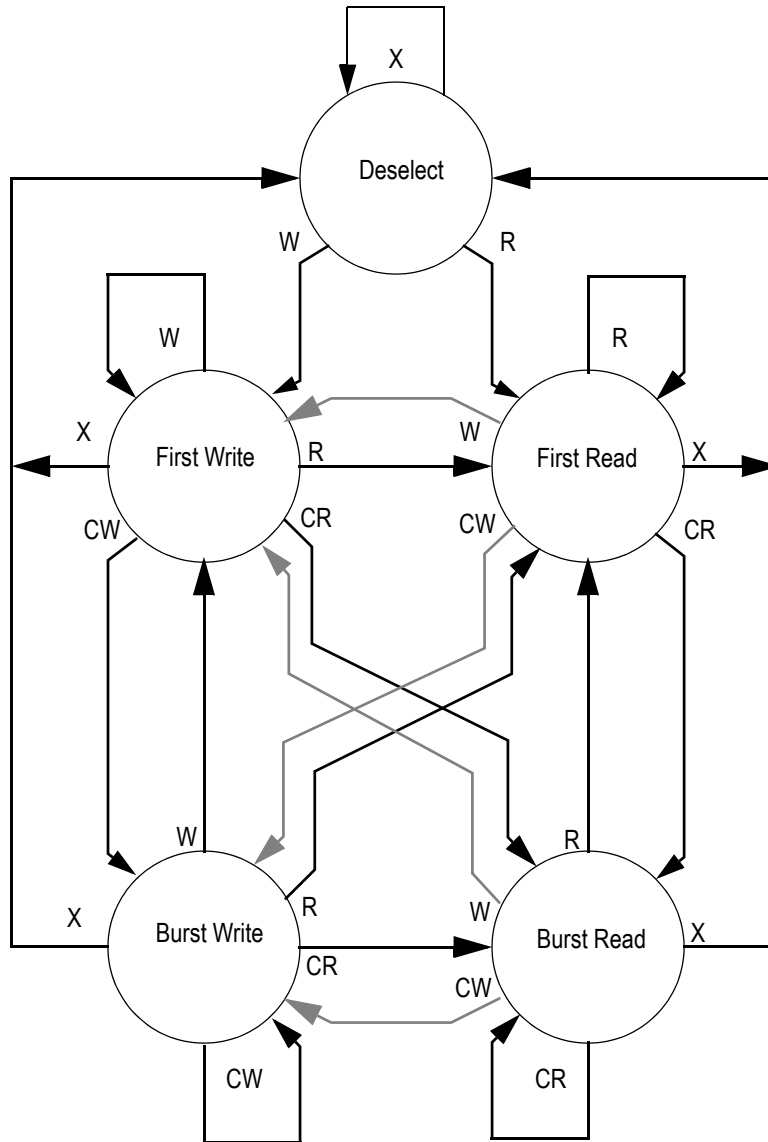 X
Deselect
W
R
W
R
X
W
First Write
R
First Read
X
CW
CR
CW
CR
W
R
X
Burst Write
R
W
Burst Read
X
CR
CW
CW
CR